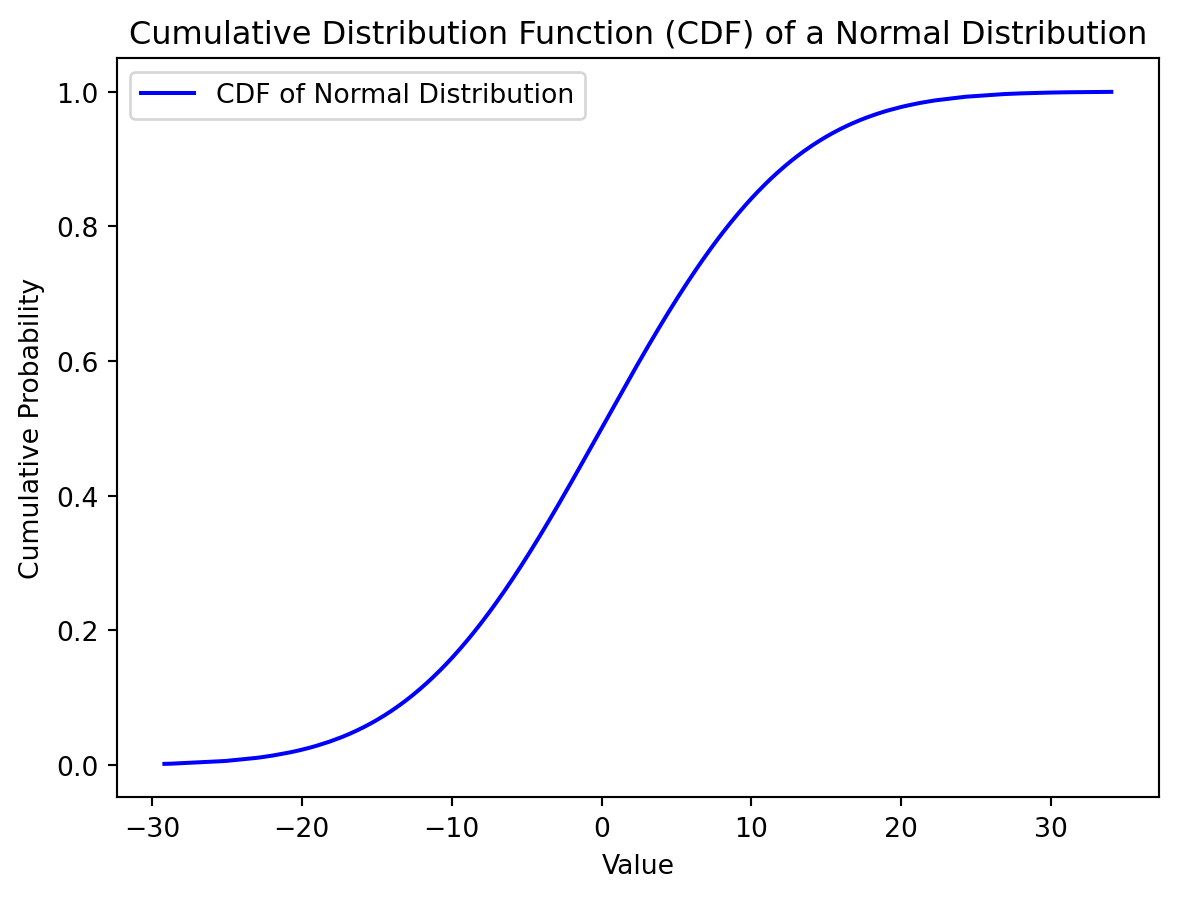 Cumulative Distribution Function (CDF) of a Normal Distribution
CDF of Normal Distribution
1.0
0.8
0.6
0.4
0.2
0.0
Cumulative Probability
−30 −20 −10 0 10 20 30
Value